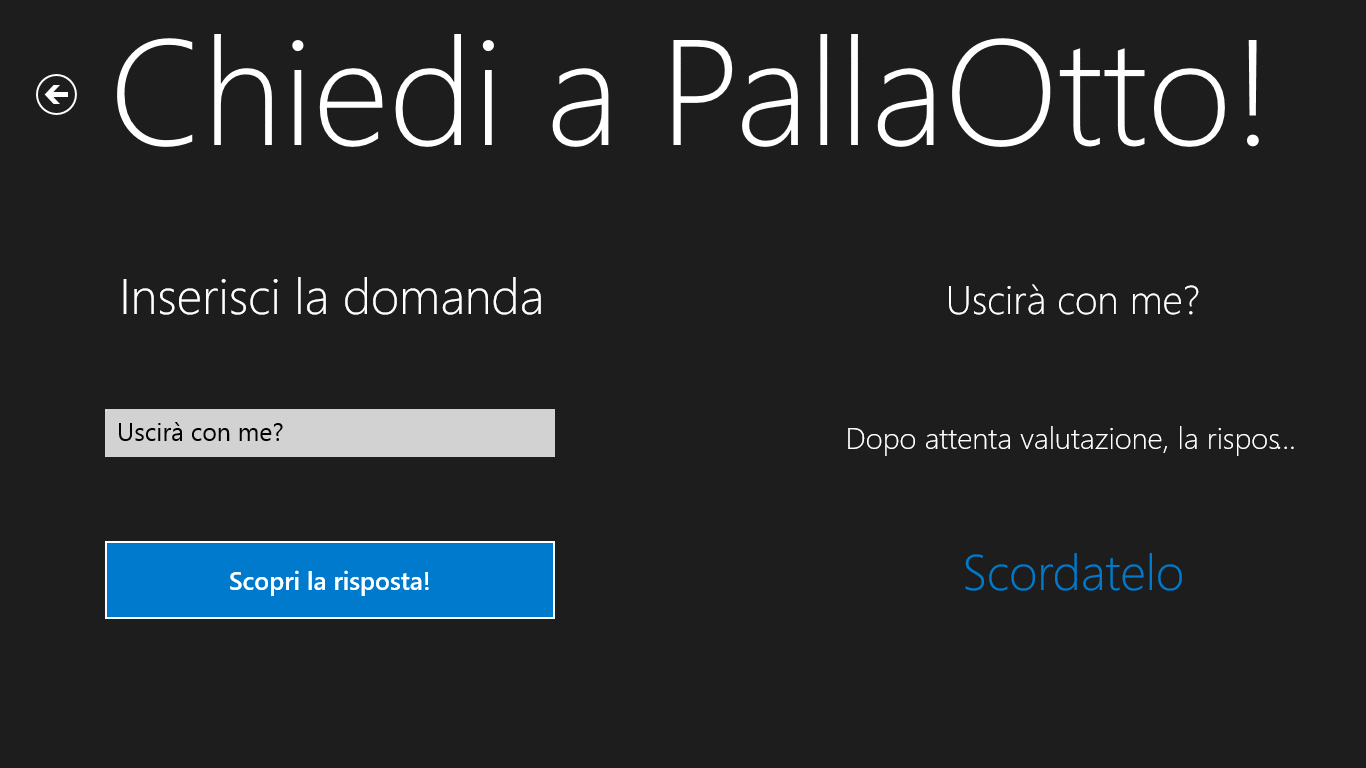 Chiedi a PallaOtto!
Inserisci la domanda
Uscirà con me?
Scopri la risposta!
Uscirà con me?
Dopo attenta valutazione, la rispos...
Scordatelo